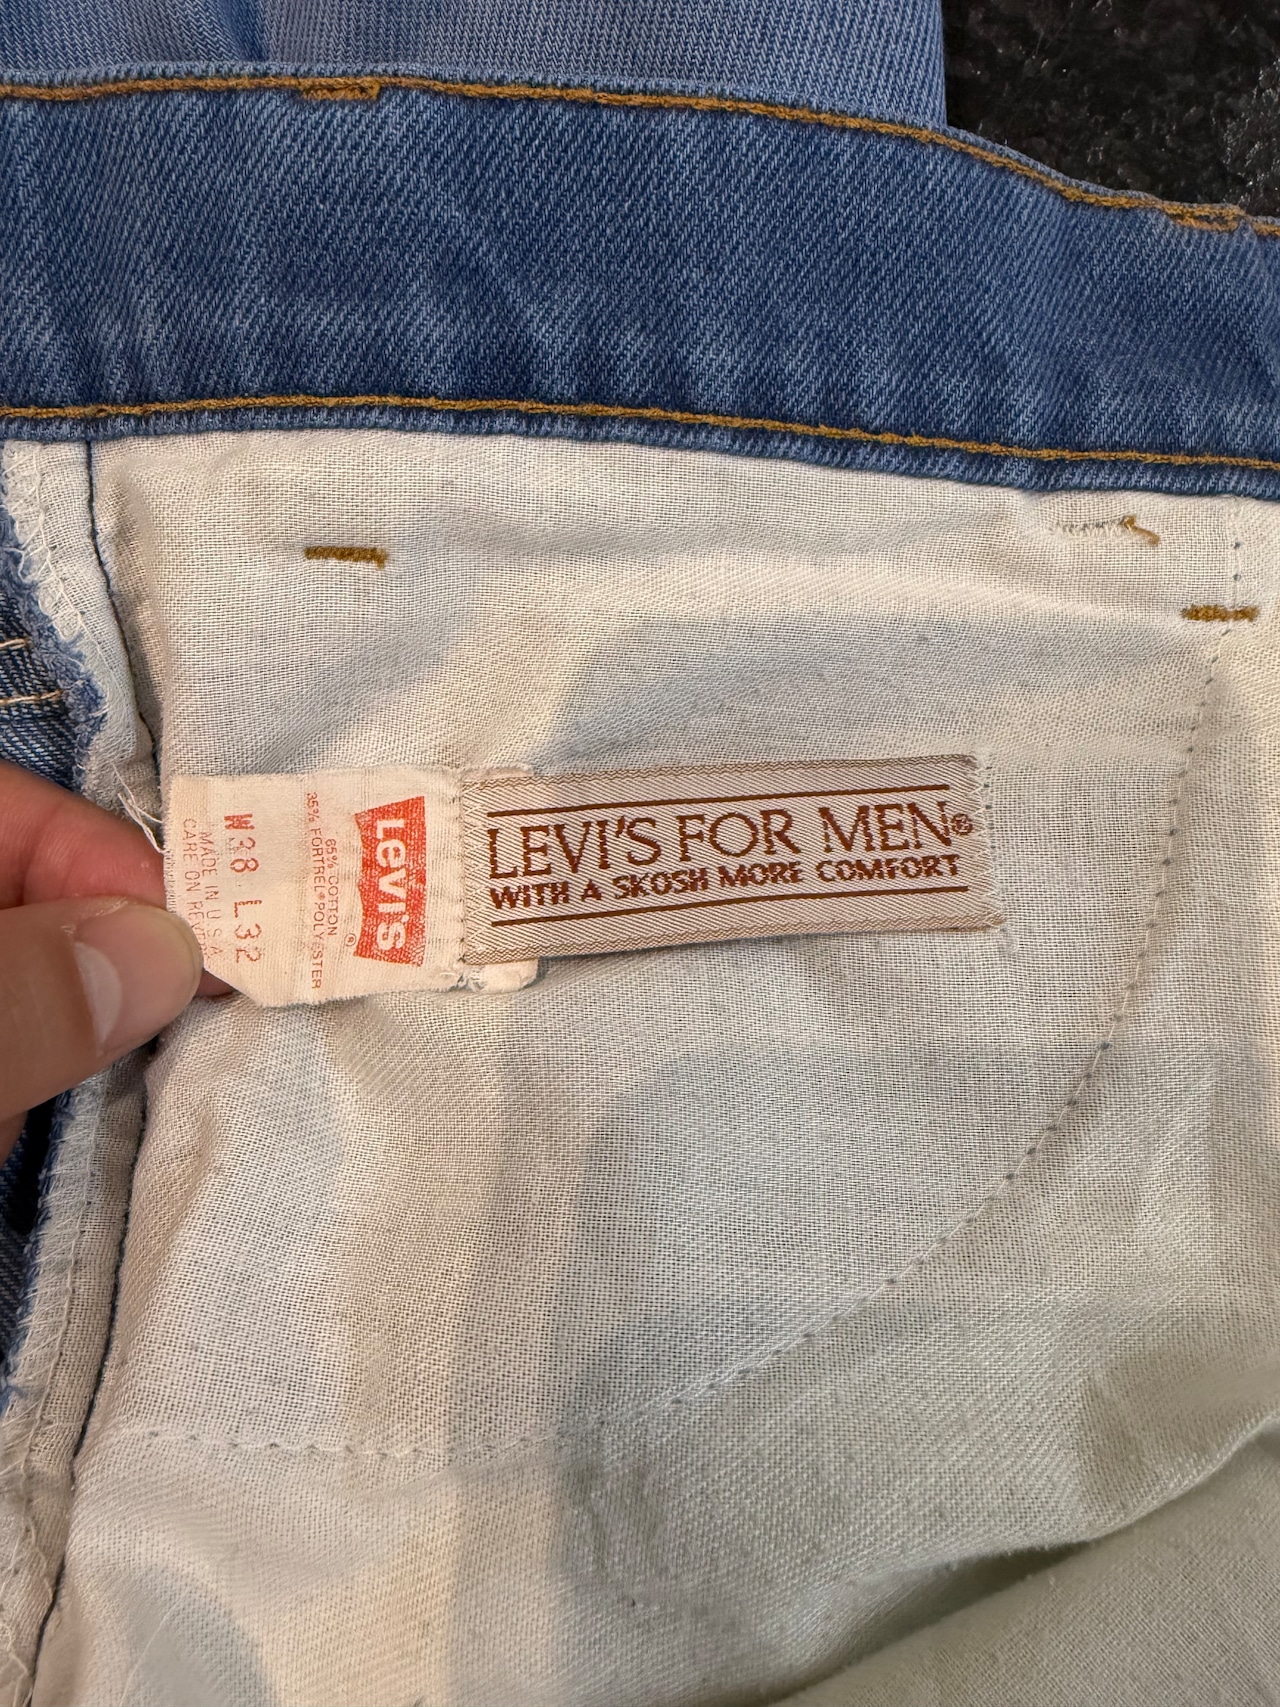 LEVI'S
®
65% COTTON
35% FORTREL® POLYESTER
W38 L32
MADE IN U S A
CARE ON
LEVI'S FOR MEN®
WITH A SKOSH MORE COMFORT